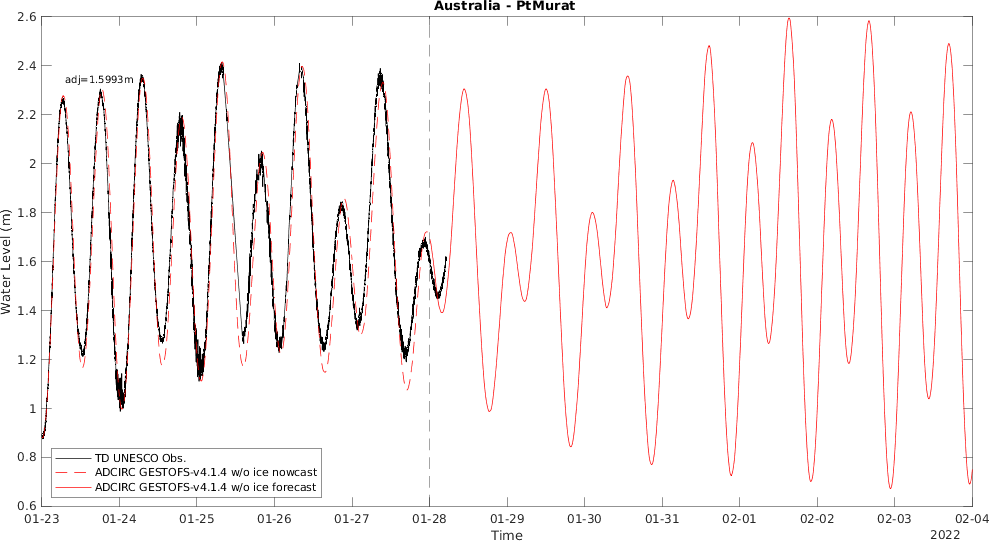 Australia - PtMurat
2.6
2.4
adj=1.5993m
2.2
2
1.8
Water Level (m)
1.6
1.4
1.2
1
0.8
0.6
TD UNESCO Obs.
ADCIRC GESTOFS-v4.1.4 w/o ice nowcast
ADCIRC GESTOFS-v4.1.4 w/o ice forecast
01-23 01-24 01-25 01-26 01-27 01-28 01-29 01-30 01-31 02-01 02-02 02-03 02-04
Time
2022